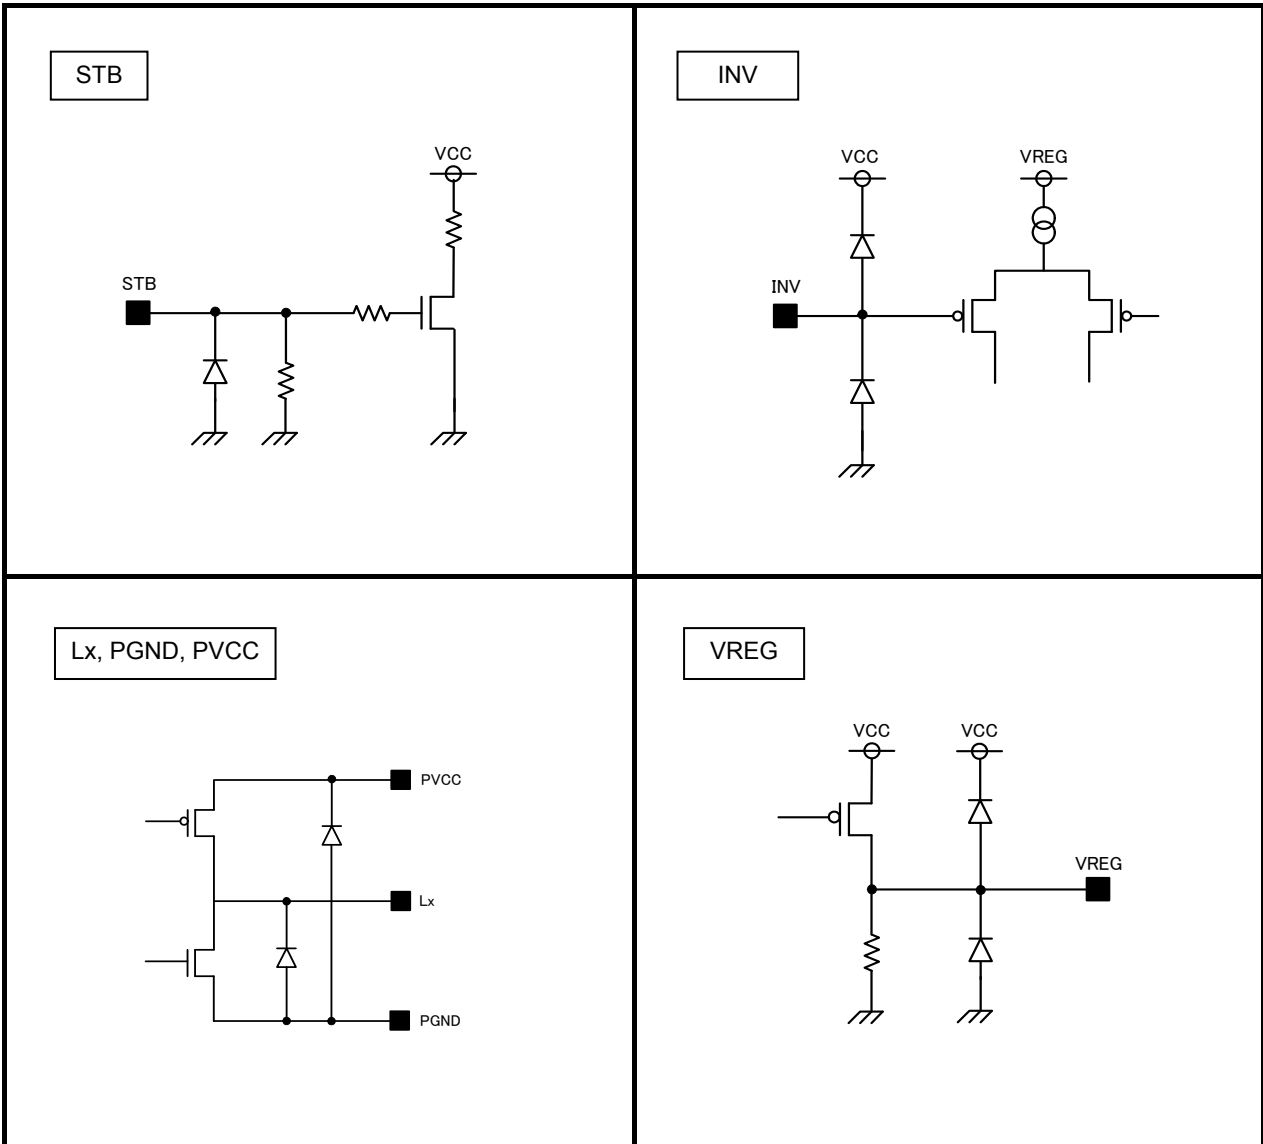 STB
VCC
STB
INV
VCC
VREG
INV
Lx, PGND, PVCC
PVCC
Lx
PGND
VREG
VCC
VCC
VREG